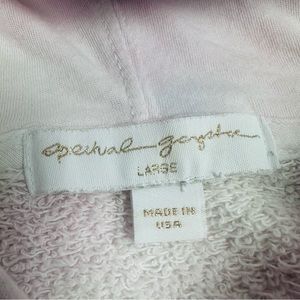 spiritual gangster
LARGE
MADE IN
USA